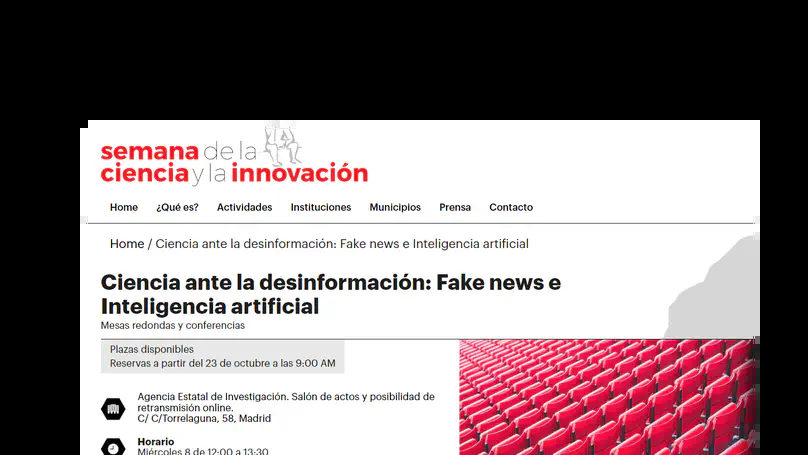 semana de la
ciencia y la innovación
Home ¿Qué es? Actividades Instituciones Municipios Prensa Contacto
Home / Ciencia ante la desinformación: Fake news e Inteligencia artificial
Ciencia ante la desinformación: Fake news e
Inteligencia artificial
Mesas redondas y conferencias
Plazas disponibles
Reservas a partir del 23 de octubre a las 9:00 AM
Agencia Estatal de Investigación. Salón de actos y posibilidad de
retransmisión online.
C/ C/Torrelaguna, 58, Madrid
Horario
Miércoles 8 de 12:00 a 13:30